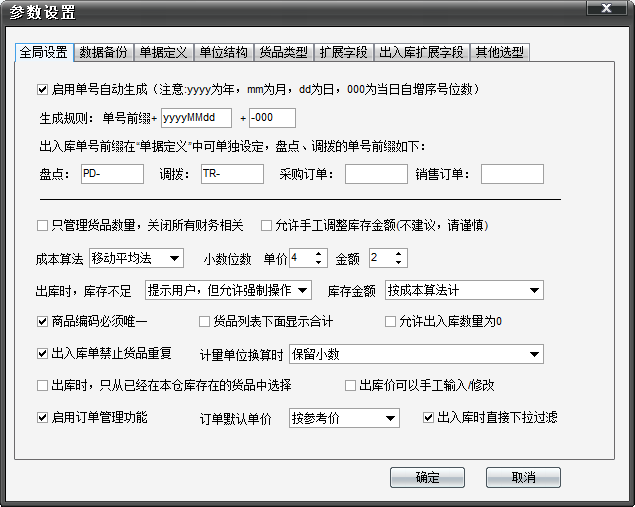 参数设置
全局设置 数据备份 单据定义 单位结构 货品类型 扩展字段 出入库扩展字段 其他选型
启用单号自动生成（注意:yyyy为年，mm为月，dd为日，000为当日自增序号位数）
生成规则： 单号前缀+ yyyyMMdd + -000
出入库单号前缀在"单据定义"中可单独设定，盘点、调拨的单号前缀如下：
盘点： PD- 调拨： TR- 采购订单： 销售订单：
只管理货品数量，关闭所有财务相关 允许手工调整库存金额(不建议，请谨慎)
成本算法 移动平均法 小数位数 单价 4 金额 2
出库时，库存不足 提示用户，但允许强制操作 库存金额 按成本算法计
商品编码必须唯一 货品列表下面显示合计 允许出入库数量为0
出入库单禁止货品重复 计量单位换算时 保留小数
出库时，只从已经在本仓库存在的货品中选择 出库价可以手工输入/修改
启用订单管理功能 订单默认单价 按参考价 出入库时直接下拉过滤
确定 取消